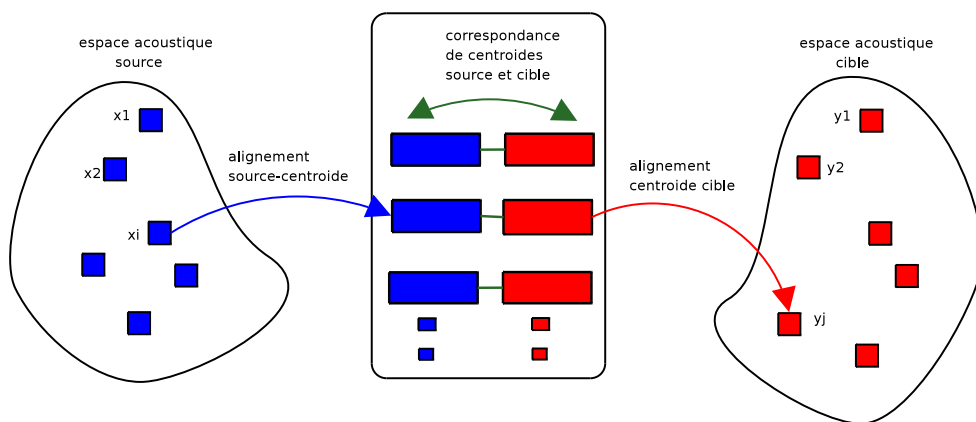 espace acoustique
source
x1
x2
xi
alignement
source-centroide
correspondance
de centroides
source et cible
alignement
centroide cible
espace acoustique
cible
y1
y2
yj